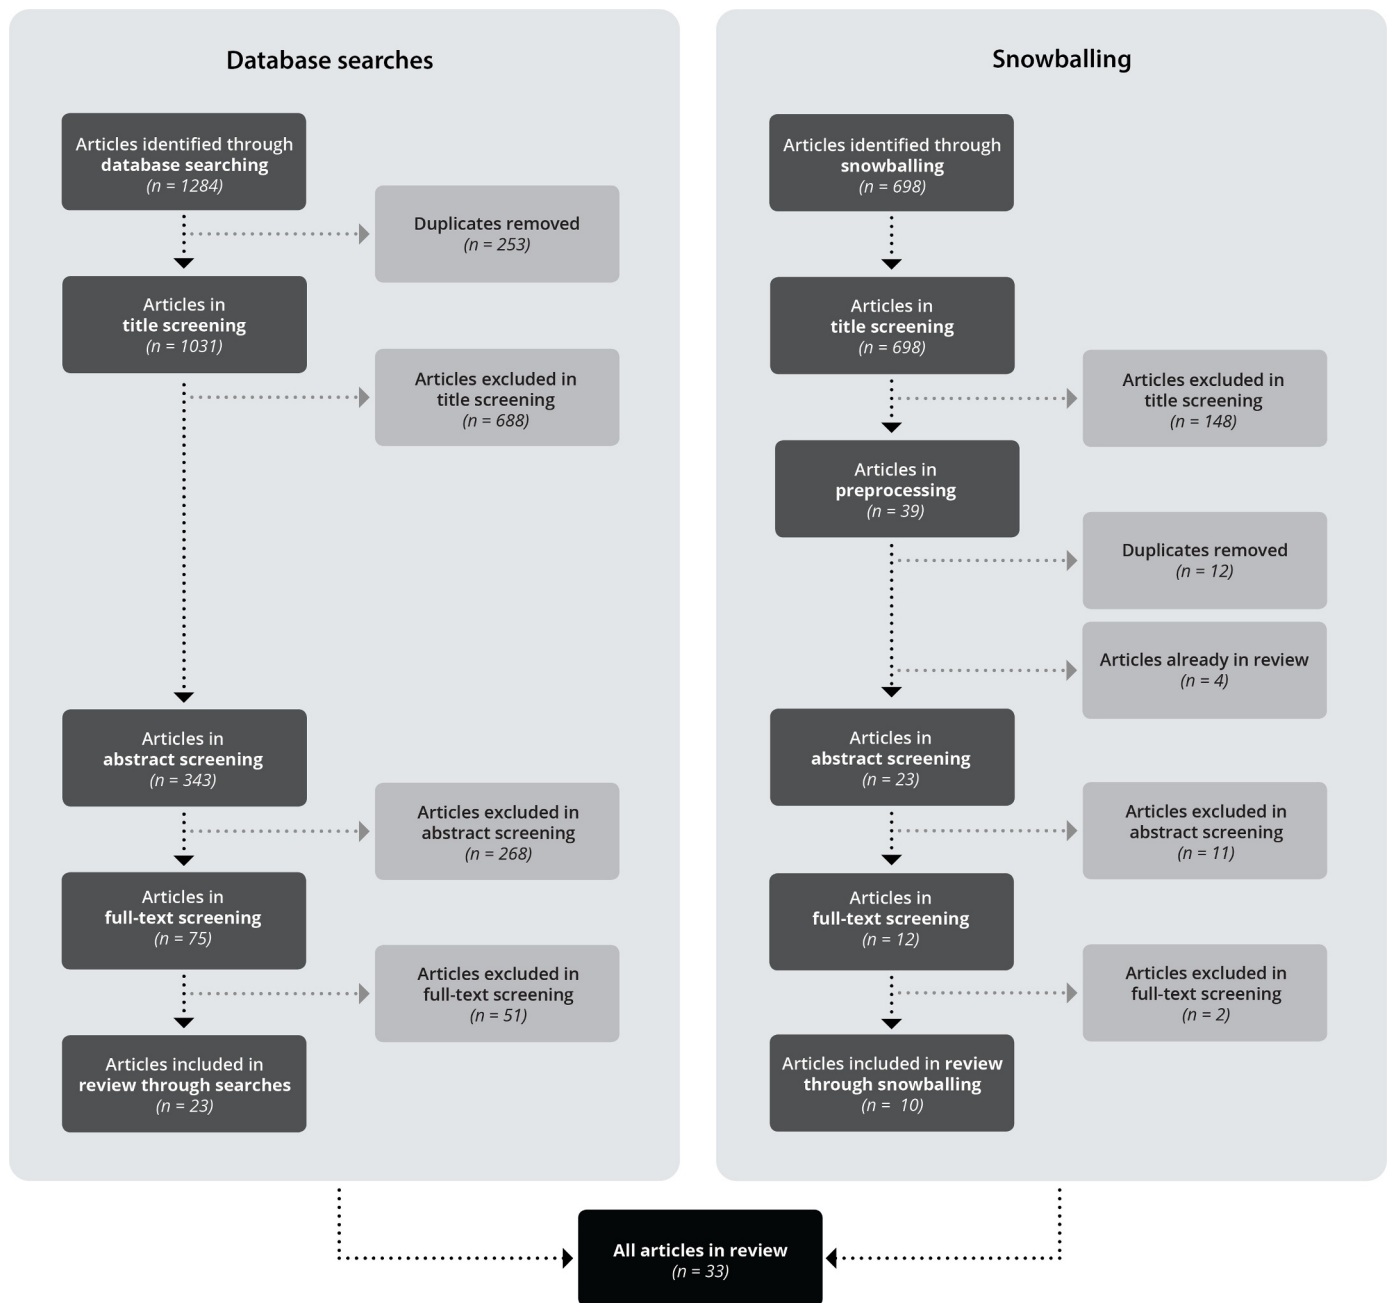 Database searches
Articles identified through
database searching
(n = 1284)
Duplicates removed
(n = 253)
Articles in
title screening
(n = 1031)
Articles excluded in
title screening
(n = 688)
Articles in
abstract screening
(n = 343)
Articles excluded in
abstract screening
(n = 268)
Articles in
full-text screening
(n = 75)
Articles excluded in
full-text screening
(n = 51)
Articles included in
review through searches
(n = 23)
Snowballing
Articles identified through
snowballing
(n = 698)
Articles in
title screening
(n = 698)
Articles excluded in
title screening
(n = 148)
Articles in
preprocessing
(n = 39)
Duplicates removed
(n = 12)
Articles already in review
(n = 4)
Articles in
abstract screening
(n = 23)
Articles excluded in
abstract screening
(n = 11)
Articles in
full-text screening
(n = 12)
Articles excluded in
full-text screening
(n = 2)
Articles included in review
through snowballing
(n =  10)
All articles in review
(n = 33)